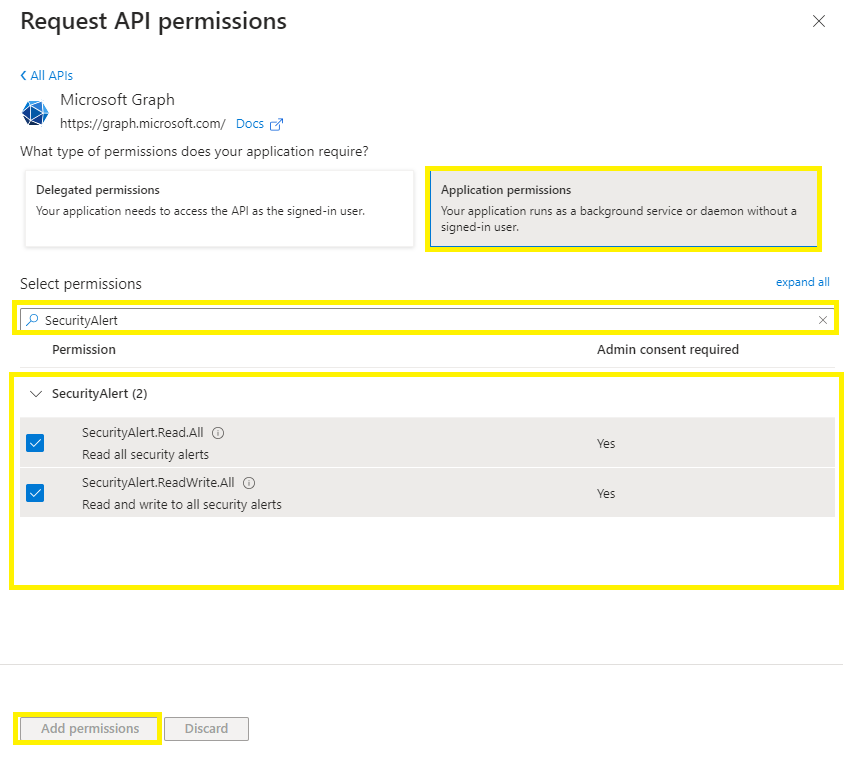 Request API permissions
All APIs
Microsoft Graph
https://graph.microsoft.com/ Docs
What type of permissions does your application require?
Delegated permissions
Your application needs to access the API as the signed-in user.
Application permissions
Your application runs as a background service or daemon without a
signed-in user.
Select permissions
expand all
SecurityAlert
Permission Admin consent required
SecurityAlert (2)
SecurityAlert.Read.All
Read all security alerts
Yes
SecurityAlert.ReadWrite.All
Read and write to all security alerts
Yes
Add permissions Discard